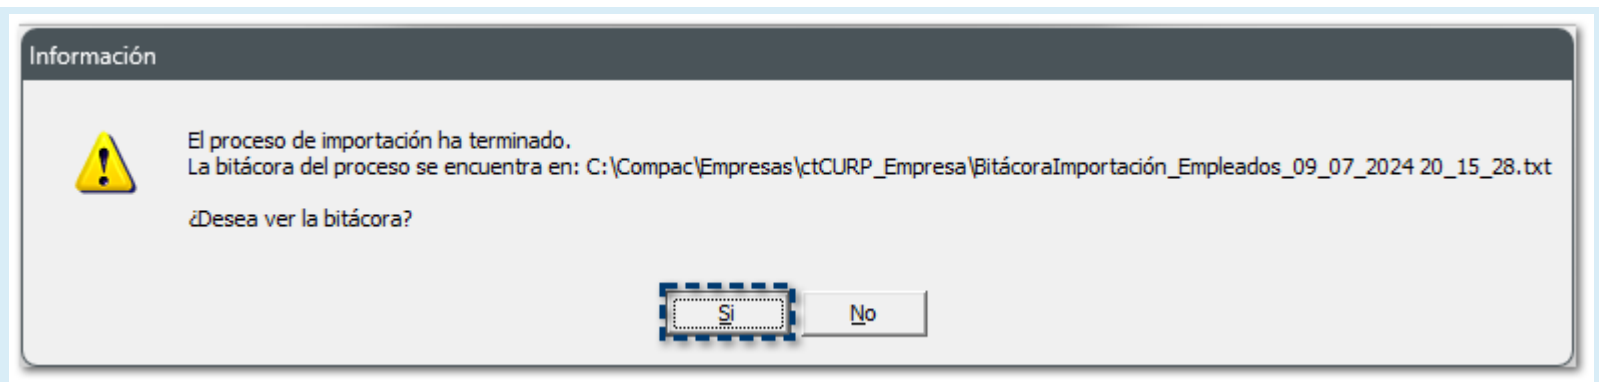 Información
El proceso de importación ha terminado.
La bitácora del proceso se encuentra en: C:\Compac\Empresas\ctCURP_Empresa\BitácoraImportación_Empleados_09_07_2024 20_15_28.txt
¿Desea ver la bitácora?
Si
No